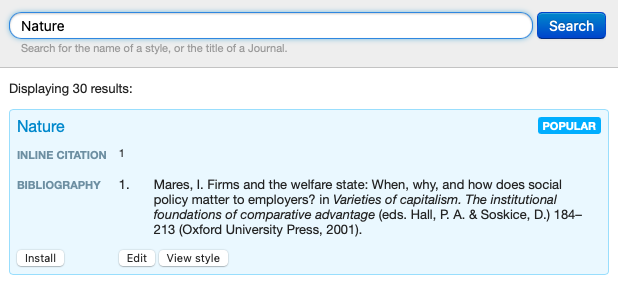 Nature
Search
Search for the name of a style, or the title of a Journal.
Displaying 30 results:
Nature
POPULAR
INLINE CITATION 1
BIBLIOGRAPHY 1. Mares, I. Firms and the welfare state: When, why, and how does social
policy matter to employers? in Varieties of capitalism. The institutional
foundations of comparative advantage (eds. Hall, P. A. & Soskice, D.) 184–
213 (Oxford University Press, 2001).
Install Edit View style